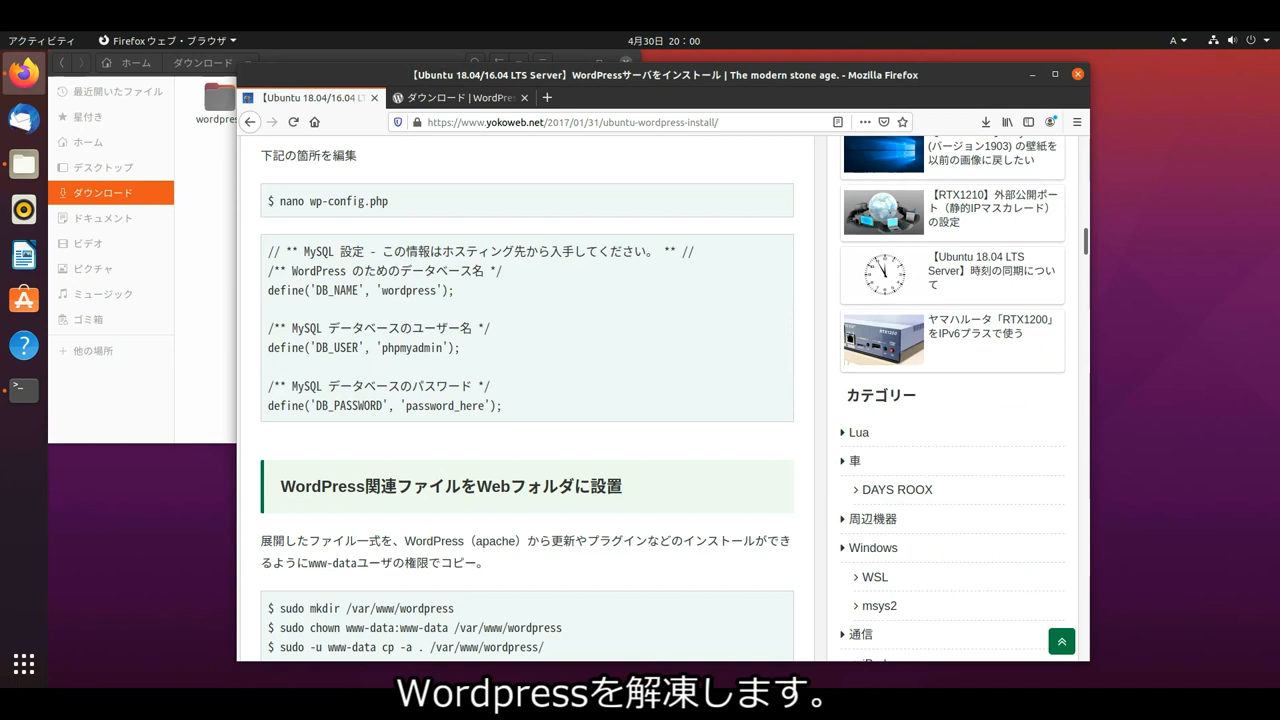 アクティビティ
Firefox ウェブ・ブラウザ
4月30日 20：00
A
ホーム
ダウンロード
最近開いたファイル
星付き
ホーム
デスクトップ
ダウンロード
ドキュメント
ビデオ
ピクチャ
ミュージック
ゴミ箱
+ 他の場所
wordpres
【Ubuntu 18.04/16.04 LTS Server】WordPressサーバをインストール | The modern stone age. - Mozilla Firefox
【Ubuntu 18.04/16.04 LT
ダウンロード | WordPres
https://www.yokoweb.net/2017/01/31/ubuntu-wordpress-install/
下記の箇所を編集
$ nano wp-config.php
// ** MySQL 設定 - この情報はホスティング先から入手してください。 ** //
/** WordPress のためのデータベース名 */
define('DB_NAME', 'wordpress');
/** MySQL データベースのユーザー名 */
define('DB_USER', 'phpmyadmin');
/** MySQL データベースのパスワード */
define('DB_PASSWORD', 'password_here');
WordPress関連ファイルをWebフォルダに設置
展開したファイル一式を、WordPress（apache）から更新やプラグインなどのインストールができ
るようにwww-dataユーザの権限でコピー。
$ sudo mkdir /var/www/wordpress
$ sudo chown www-data:www-data /var/www/wordpress
$ sudo -u www-data cp -a . /var/www/wordpress/
(バージョン1903) の壁紙を
以前の画像に戻したい
【RTX1210】外部公開ポー
ト（静的IPマスカレード）
の設定
【Ubuntu 18.04 LTS
Server】時刻の同期につい
て
ヤマハルータ「RTX1200」
をIPv6プラスで使う
カテゴリー
Lua
車
DAYS ROOX
周辺機器
Windows
WSL
msys2
通信
Wordpressを解凍します。